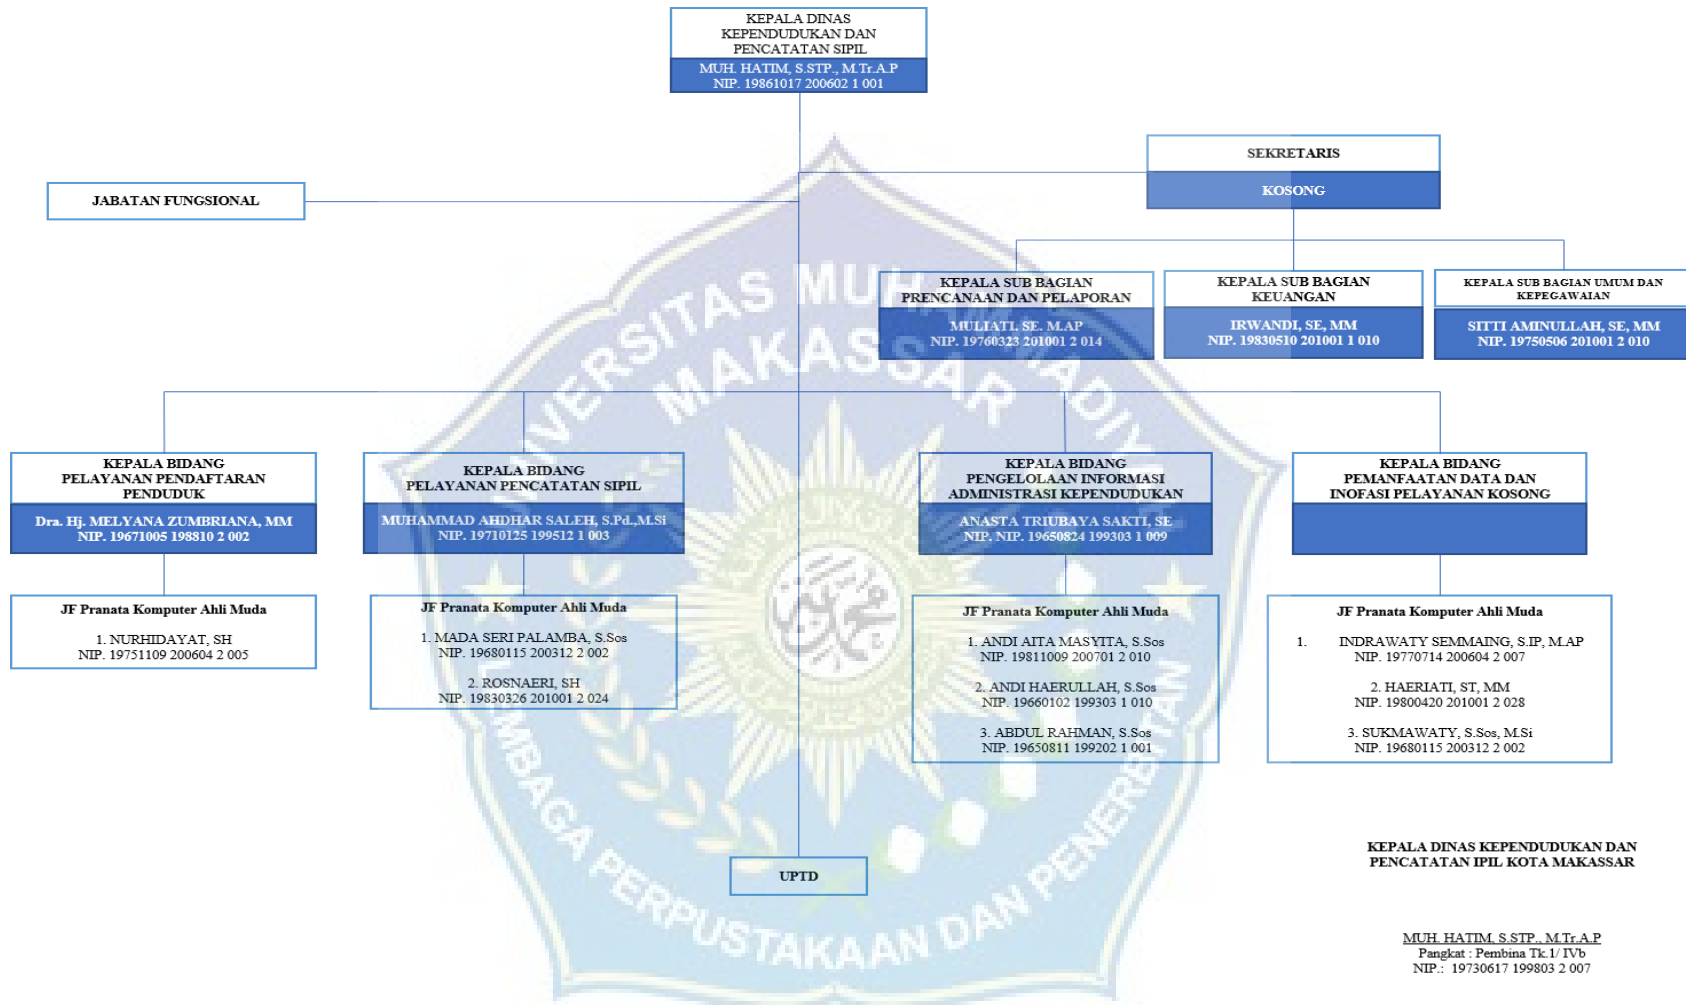 KEPALA DINAS
KEPENDUDUKAN DAN
PENCATATAN SIPIL
MUH. HATIM, S.STP., M.Tr.A.P
NIP. 19861017 200602 1 001
SEKRETARIS
KOSONG
JABATAN FUNGSIONAL
KEPALA SUB BAGIAN
PRENCANAAN DAN PELAPORAN
MULIATI. SE. M.AP
NIP. 19760323 201001 2 014
KEPALA SUB BAGIAN
KEUANGAN
IRWANDI, SE, MM
NIP. 19830510 201001 1 010
KEPALA SUB BAGIAN UMUM DAN
KEPEGAWAIAN
SITTI AMINULLAH, SE, MM
NIP. 19750506 201001 2 010
KEPALA BIDANG
PELAYANAN PENDAFTARAN
PENDUDUK
Dra. Hj. MELYANA ZUMBRIANA, MM
NIP. 19671005 198810 2 002
KEPALA BIDANG
PELAYANAN PENCATATAN SIPIL
MUHAMMAD AHDHAR SALEH, S.Pd.,M.Si
NIP. 19710125 199512 1 003
KEPALA BIDANG
PENGELOLAAN INFORMASI
ADMINISTRASI KEPENDUDUKAN
ANASTA TRIUBAYA SAKTI, SE
NIP. NIP. 19650824 199303 1 009
KEPALA BIDANG
PEMANFAATAN DATA DAN
INOFASI PELAYANAN KOSONG
JF Pranata Komputer Ahli Muda
1. NURHIDAYAT, SH
NIP. 19751109 200604 2 005
JF Pranata Komputer Ahli Muda
1. MADA SERI PALAMBA, S.Sos
NIP. 19680115 200312 2 002
2. ROSNAERI, SH
NIP. 19830326 201001 2 024
JF Pranata Komputer Ahli Muda
1. ANDI AITA MASYITA, S.Sos
NIP. 19811009 200701 2 010
2. ANDI HAERULLAH, S.Sos
NIP. 19660102 199303 1 010
3. ABDUL RAHMAN, S.Sos
NIP. 19650811 199202 1 001
JF Pranata Komputer Ahli Muda
1. INDRAWATY SEMMAING, S.IP, M.AP
NIP. 19770714 200604 2 007
2. HAERIATI, ST, MM
NIP. 19800420 201001 2 028
3. SUKMAWATY, S.Sos, M.Si
NIP. 19680115 200312 2 002
UPTD
KEPALA DINAS KEPENDUDUKAN DAN
PENCATATAN IPIL KOTA MAKASSAR
MUH. HATIM, S.STP., M.Tr.A.P
Pangkat : Pembina Tk.1/ IVb
NIP.: 19730617 199803 2 007
UNIVERSITAS MUHAMMADIYAH
MAKASSAR
LEMBAGA PERPUSTAKAAN DAN PENERBITAN